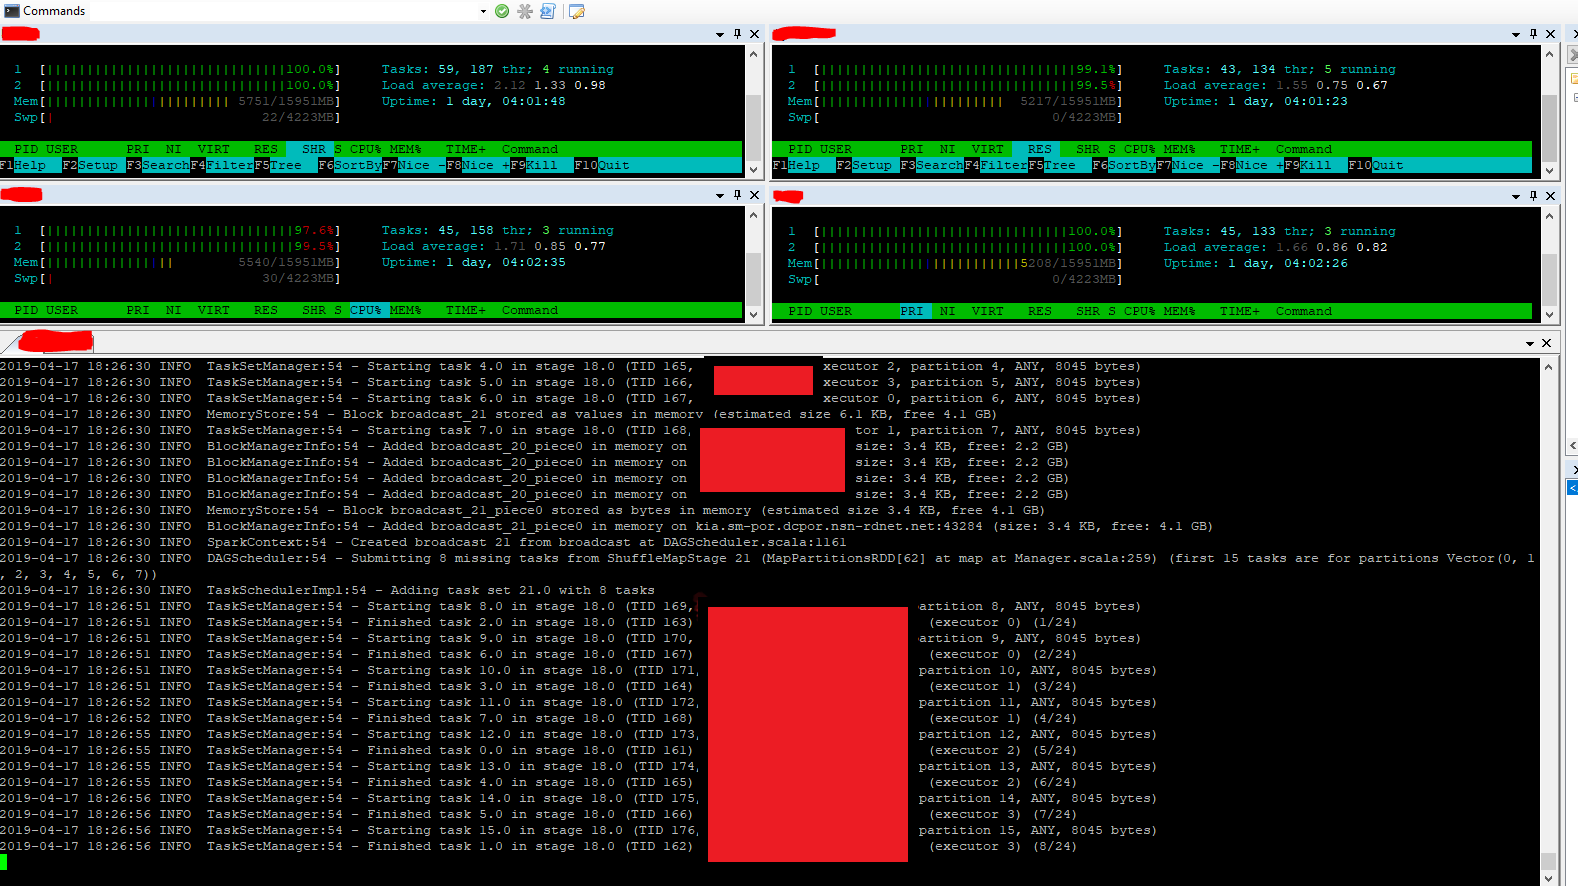 Commands
1 [||||||||||||||||||||||||||||||100.0%] Tasks: 59, 187 thr; 4 running
2 [||||||||||||||||||||||||||||||100.0%] Load average: 2.12 1.33 0.98
Mem[||||||||||||||||||||||| 5751/15951MB] Uptime: 1 day, 04:01:48
Swp[| 22/4223MB]
PID USER PRI NI VIRT RES SHR S CPU% MEM% TIME+ Command
F1Help F2Setup F3SearchF4FilterF5Tree F6SortByF7Nice -F8Nice +F9Kill F10Quit
1 [|||||||||||||||||||||||||||||||99.1%] Tasks: 43, 134 thr; 5 running
2 [|||||||||||||||||||||||||||||||99.5%] Load average: 1.55 0.75 0.67
Mem[||||||||||||||||||||||| 5217/15951MB] Uptime: 1 day, 04:01:23
Swp[ 0/4223MB]
PID USER PRI NI VIRT RES SHR S CPU% MEM% TIME+ Command
F1Help F2Setup F3SearchF4FilterF5Tree F6SortByF7Nice -F8Nice +F9Kill F10Quit
1 [|||||||||||||||||||||||||||||||97.6%] Tasks: 45, 158 thr; 3 running
2 [|||||||||||||||||||||||||||||||99.5%] Load average: 1.71 0.85 0.77
Mem[||||||||||||||| 5540/15951MB] Uptime: 1 day, 04:02:35
Swp[| 30/4223MB]
PID USER PRI NI VIRT RES SHR S CPU% MEM% TIME+ Command
1 [|||||||||||||||||||||||||||||||100.0%] Tasks: 45, 133 thr; 3 running
2 [|||||||||||||||||||||||||||||||100.0%] Load average: 1.66 0.86 0.82
Mem[|||||||||||||||||||||||||5208/15951MB] Uptime: 1 day, 04:02:26
Swp[ 0/4223MB]
PID USER PRI NI VIRT RES SHR S CPU% MEM% TIME+ Command
2019-04-17 18:26:30 INFO TaskSetManager:54 - Starting task 4.0 in stage 18.0 (TID 165, xecutor 2, partition 4, ANY, 8045 bytes)
2019-04-17 18:26:30 INFO TaskSetManager:54 - Starting task 5.0 in stage 18.0 (TID 166, xecutor 3, partition 5, ANY, 8045 bytes)
2019-04-17 18:26:30 INFO TaskSetManager:54 - Starting task 6.0 in stage 18.0 (TID 167, xecutor 0, partition 6, ANY, 8045 bytes)
2019-04-17 18:26:30 INFO MemoryStore:54 - Block broadcast_21 stored as values in memory (estimated size 6.1 KB, free 4.1 GB)
2019-04-17 18:26:30 INFO TaskSetManager:54 - Starting task 7.0 in stage 18.0 (TID 168, tor 1, partition 7, ANY, 8045 bytes)
2019-04-17 18:26:30 INFO BlockManagerInfo:54 - Added broadcast_20_piece0 in memory on size: 3.4 KB, free: 2.2 GB)
2019-04-17 18:26:30 INFO BlockManagerInfo:54 - Added broadcast_20_piece0 in memory on size: 3.4 KB, free: 2.2 GB)
2019-04-17 18:26:30 INFO BlockManagerInfo:54 - Added broadcast_20_piece0 in memory on size: 3.4 KB, free: 2.2 GB)
2019-04-17 18:26:30 INFO BlockManagerInfo:54 - Added broadcast_20_piece0 in memory on size: 3.4 KB, free: 2.2 GB)
2019-04-17 18:26:30 INFO MemoryStore:54 - Block broadcast_21_piece0 stored as bytes in memory (estimated size 3.4 KB, free 4.1 GB)
2019-04-17 18:26:30 INFO BlockManagerInfo:54 - Added broadcast_21_piece0 in memory on kia.sm-por.dcpor.nsn-rdnet.net:43284 (size: 3.4 KB, free: 4.1 GB)
2019-04-17 18:26:30 INFO SparkContext:54 - Created broadcast 21 from broadcast at DAGScheduler.scala:1161
2019-04-17 18:26:30 INFO DAGScheduler:54 - Submitting 8 missing tasks from ShuffleMapStage 21 (MapPartitionsRDD[62] at map at Manager.scala:259) (first 15 tasks are for partitions Vector(0, 1
, 2, 3, 4, 5, 6, 7))
2019-04-17 18:26:30 INFO TaskSchedulerImpl:54 - Adding task set 21.0 with 8 tasks
2019-04-17 18:26:51 INFO TaskSetManager:54 - Starting task 8.0 in stage 18.0 (TID 169, artition 8, ANY, 8045 bytes)
2019-04-17 18:26:51 INFO TaskSetManager:54 - Finished task 2.0 in stage 18.0 (TID 163) (executor 0) (1/24)
2019-04-17 18:26:51 INFO TaskSetManager:54 - Starting task 9.0 in stage 18.0 (TID 170, artition 9, ANY, 8045 bytes)
2019-04-17 18:26:51 INFO TaskSetManager:54 - Finished task 6.0 in stage 18.0 (TID 167) (executor 0) (2/24)
2019-04-17 18:26:51 INFO TaskSetManager:54 - Starting task 10.0 in stage 18.0 (TID 171, partition 10, ANY, 8045 bytes)
2019-04-17 18:26:51 INFO TaskSetManager:54 - Finished task 3.0 in stage 18.0 (TID 164) (executor 1) (3/24)
2019-04-17 18:26:52 INFO TaskSetManager:54 - Starting task 11.0 in stage 18.0 (TID 172, partition 11, ANY, 8045 bytes)
2019-04-17 18:26:52 INFO TaskSetManager:54 - Finished task 7.0 in stage 18.0 (TID 168) (executor 1) (4/24)
2019-04-17 18:26:55 INFO TaskSetManager:54 - Starting task 12.0 in stage 18.0 (TID 173, partition 12, ANY, 8045 bytes)
2019-04-17 18:26:55 INFO TaskSetManager:54 - Finished task 0.0 in stage 18.0 (TID 161) (executor 2) (5/24)
2019-04-17 18:26:55 INFO TaskSetManager:54 - Starting task 13.0 in stage 18.0 (TID 174, partition 13, ANY, 8045 bytes)
2019-04-17 18:26:55 INFO TaskSetManager:54 - Finished task 4.0 in stage 18.0 (TID 165) (executor 2) (6/24)
2019-04-17 18:26:56 INFO TaskSetManager:54 - Starting task 14.0 in stage 18.0 (TID 175, partition 14, ANY, 8045 bytes)
2019-04-17 18:26:56 INFO TaskSetManager:54 - Finished task 5.0 in stage 18.0 (TID 166) (executor 3) (7/24)
2019-04-17 18:26:56 INFO TaskSetManager:54 - Starting task 15.0 in stage 18.0 (TID 176, partition 15, ANY, 8045 bytes)
2019-04-17 18:26:56 INFO TaskSetManager:54 - Finished task 1.0 in stage 18.0 (TID 162) (executor 3) (8/24)